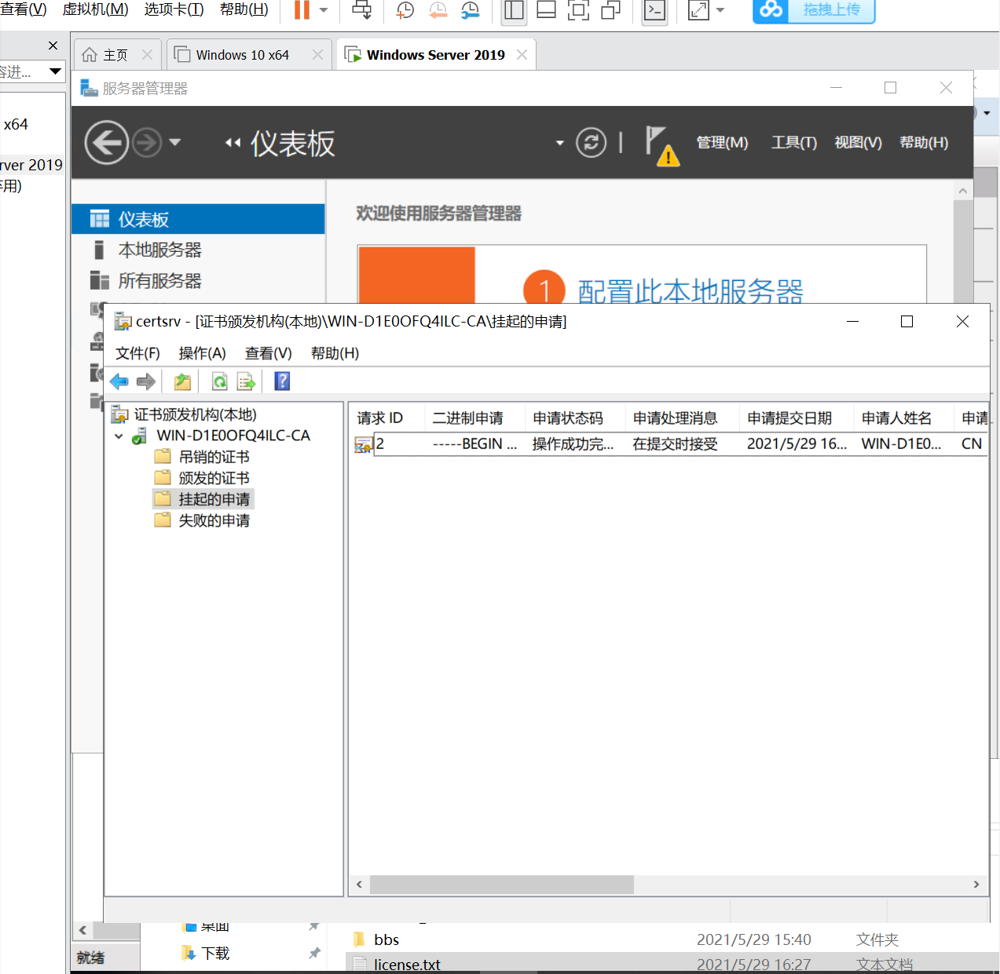 查看(V) 虚拟机(M) 选项卡(T) 帮助(H) 拖拽上传
主页 Windows 10 x64 Windows Server 2019
容进...
服务器管理器
x64
rver 2019
仪表板 管理(M) 工具(T) 视图(V) 帮助(H)
仪表板
本地服务器
所有服务器
欢迎使用服务器管理器
1 配置此本地服务器
certsrv - [证书颁发机构(本地)\WIN-D1E0OFQ4ILC-CA\挂起的申请]
文件(F) 操作(A) 查看(V) 帮助(H)
证书颁发机构(本地)
WIN-D1E0OFQ4ILC-CA
吊销的证书
颁发的证书
挂起的申请
失败的申请
请求 ID 二进制申请 申请状态码 申请处理消息 申请提交日期 申请人姓名 申请
2 -----BEGIN ... 操作成功完... 在提交时接受 2021/5/29 16... WIN-D1E0... CN
桌面
下载
bbs 2021/5/29 15:40 文件夹
license.txt 2021/5/29 16:27 文本文档
就绪